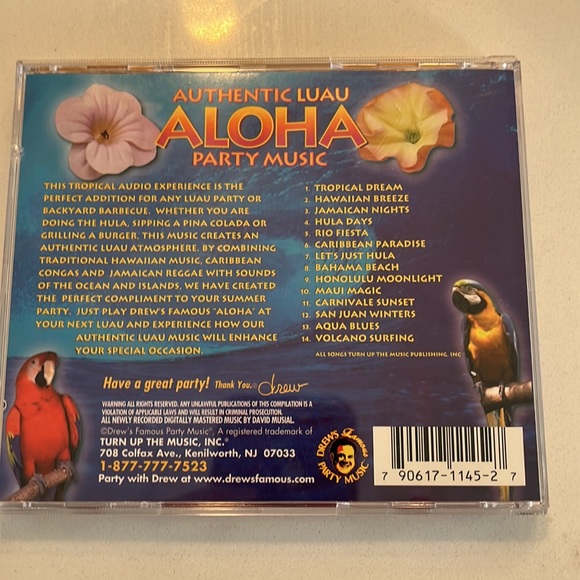 AUTHENTIC LUAU
ALOHA
PARTY MUSIC
THIS TROPICAL AUDIO EXPERIENCE IS THE
PERFECT ADDITION FOR ANY LUAU PARTY OR
BACKYARD BARBECUE. WHETHER YOU ARE
DOING THE HULA, SIPPING A PINA COLADA OR
GRILLING A BURGER, THIS MUSIC CREATES AN
AUTHENTIC LUAU ATMOSPHERE. BY COMBINING
TRADITIONAL HAWAIIAN MUSIC, CARIBBEAN
CONGAS AND JAMAICAN REGGAE WITH SOUNDS
OF THE OCEAN AND ISLANDS, WE HAVE CREATED
THE PERFECT COMPLIMENT TO YOUR SUMMER
PARTY. JUST PLAY DREW'S FAMOUS "ALOHA" AT
YOUR NEXT LUAU AND EXPERIENCE HOW OUR
AUTHENTIC LUAU MUSIC WILL ENHANCE
YOUR SPECIAL OCCASION.
1. TROPICAL DREAM
2. HAWAIIAN BREEZE
3. JAMAICAN NIGHTS
4. HULA DAYS
5. RIO FIESTA
6. CARIBBEAN PARADISE
7. LET'S JUST HULA
8. BAHAMA BEACH
9. HONOLULU MOONLIGHT
10. MAUI MAGIC
11. CARNIVALE SUNSET
12. SAN JUAN WINTERS
13. AQUA BLUES
14. VOLCANO SURFING
ALL SONGS TURN UP THE MUSIC PUBLISHING, INC.
Have a great party! Thank You. Drew
WARNING ALL RIGHTS RESERVED. ANY UNLAWFUL PUBLICATIONS OF THIS COMPILATION IS A
VIOLATION OF APPLICABLE LAWS AND WILL RESULT IN CRIMINAL PROSECUTION.
ALL NEWLY RECORDED DIGITALLY MASTERED MUSIC BY DAVID MUSIAL.
©Drew's Famous Party Music®, A registered trademark of
TURN UP THE MUSIC, INC.®
708 Colfax Ave., Kenilworth, NJ 07033
1-877-777-7523
Party with Drew at www.drewsfamous.com
DREW'S Famous
PARTY MUSIC
7 90617-1145-2 7